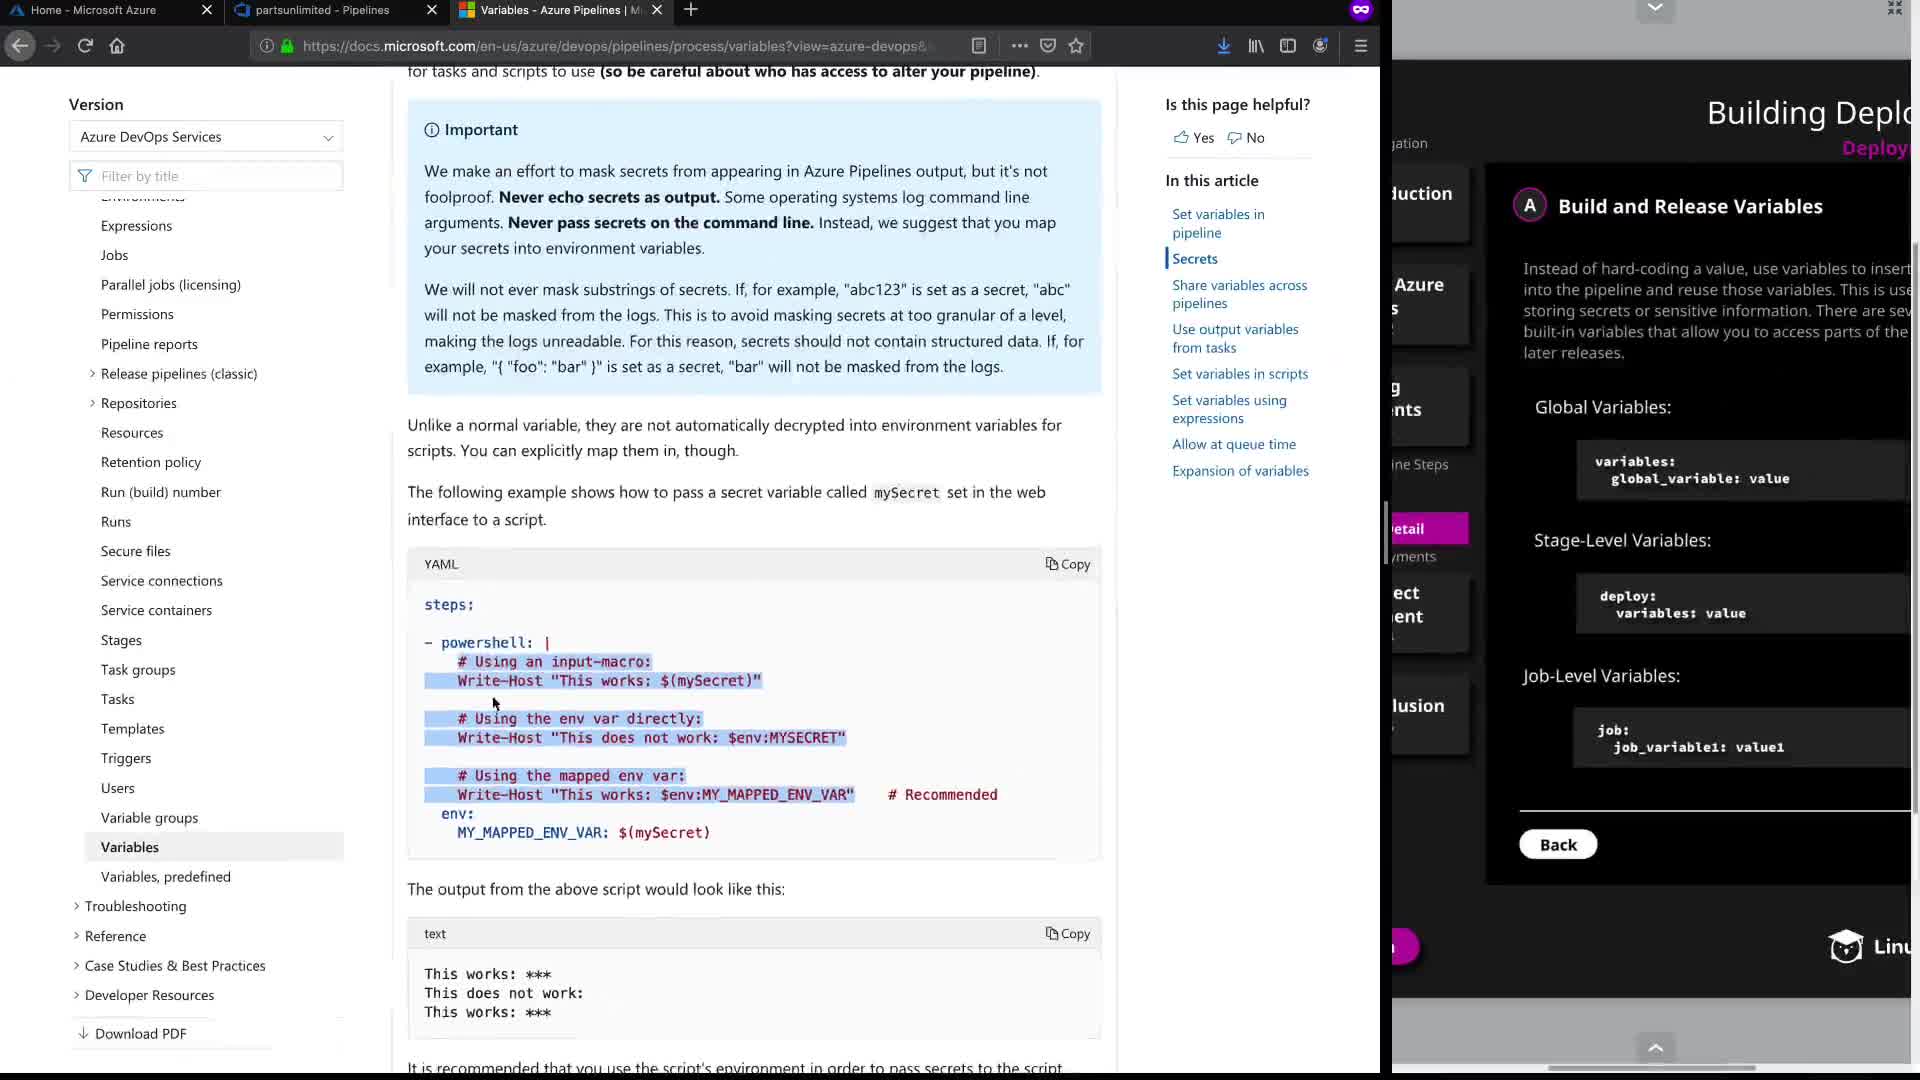 Home - Microsoft Azure
partsunlimited - Pipelines
Variables - Azure Pipelines | M
https://docs.microsoft.com/en-us/azure/devops/pipelines/process/variables?view=azure-devops&
Version
Azure DevOps Services
Filter by title
Environments
Expressions
Jobs
Parallel jobs (licensing)
Permissions
Pipeline reports
Release pipelines (classic)
Repositories
Resources
Retention policy
Run (build) number
Runs
Secure files
Service connections
Service containers
Stages
Task groups
Tasks
Templates
Triggers
Users
Variable groups
Variables
Variables, predefined
Troubleshooting
Reference
Case Studies & Best Practices
Developer Resources
Download PDF
for tasks and scripts to use (so be careful about who has access to alter your pipeline).
Important
We make an effort to mask secrets from appearing in Azure Pipelines output, but it's not
foolproof. Never echo secrets as output. Some operating systems log command line
arguments. Never pass secrets on the command line. Instead, we suggest that you map
your secrets into environment variables.
We will not ever mask substrings of secrets. If, for example, "abc123" is set as a secret, "abc"
will not be masked from the logs. This is to avoid masking secrets at too granular of a level,
making the logs unreadable. For this reason, secrets should not contain structured data. If, for
example, "{ "foo": "bar" }" is set as a secret, "bar" will not be masked from the logs.
Unlike a normal variable, they are not automatically decrypted into environment variables for
scripts. You can explicitly map them in, though.
The following example shows how to pass a secret variable called mySecret set in the web
interface to a script.
YAML
Copy
steps:
- powershell: |
# Using an input-macro:
Write-Host "This works: $(mySecret)"
# Using the env var directly:
Write-Host "This does not work: $env:MYSECRET"
# Using the mapped env var:
Write-Host "This works: $env:MY_MAPPED_ENV_VAR" # Recommended
env:
MY_MAPPED_ENV_VAR: $(mySecret)
The output from the above script would look like this:
text
Copy
This works: ***
This does not work:
This works: ***
It is recommended that you use the script's environment in order to pass secrets to the script
Is this page helpful?
Yes No
In this article
Set variables in
pipeline
Secrets
Share variables across
pipelines
Use output variables
from tasks
Set variables in scripts
Set variables using
expressions
Allow at queue time
Expansion of variables
Building Deplo
Deploy
gation
duction
Azure
s
g
nts
ine Steps
etail
yments
ect
ent
lusion
A
Build and Release Variables
Instead of hard-coding a value, use variables to insert
into the pipeline and reuse those variables. This is use
storing secrets or sensitive information. There are sev
built-in variables that allow you to access parts of the
later releases.
Global Variables:
variables:
global_variable: value
Stage-Level Variables:
deploy:
variables: value
Job-Level Variables:
job:
job_variable1: value1
Back
Linu